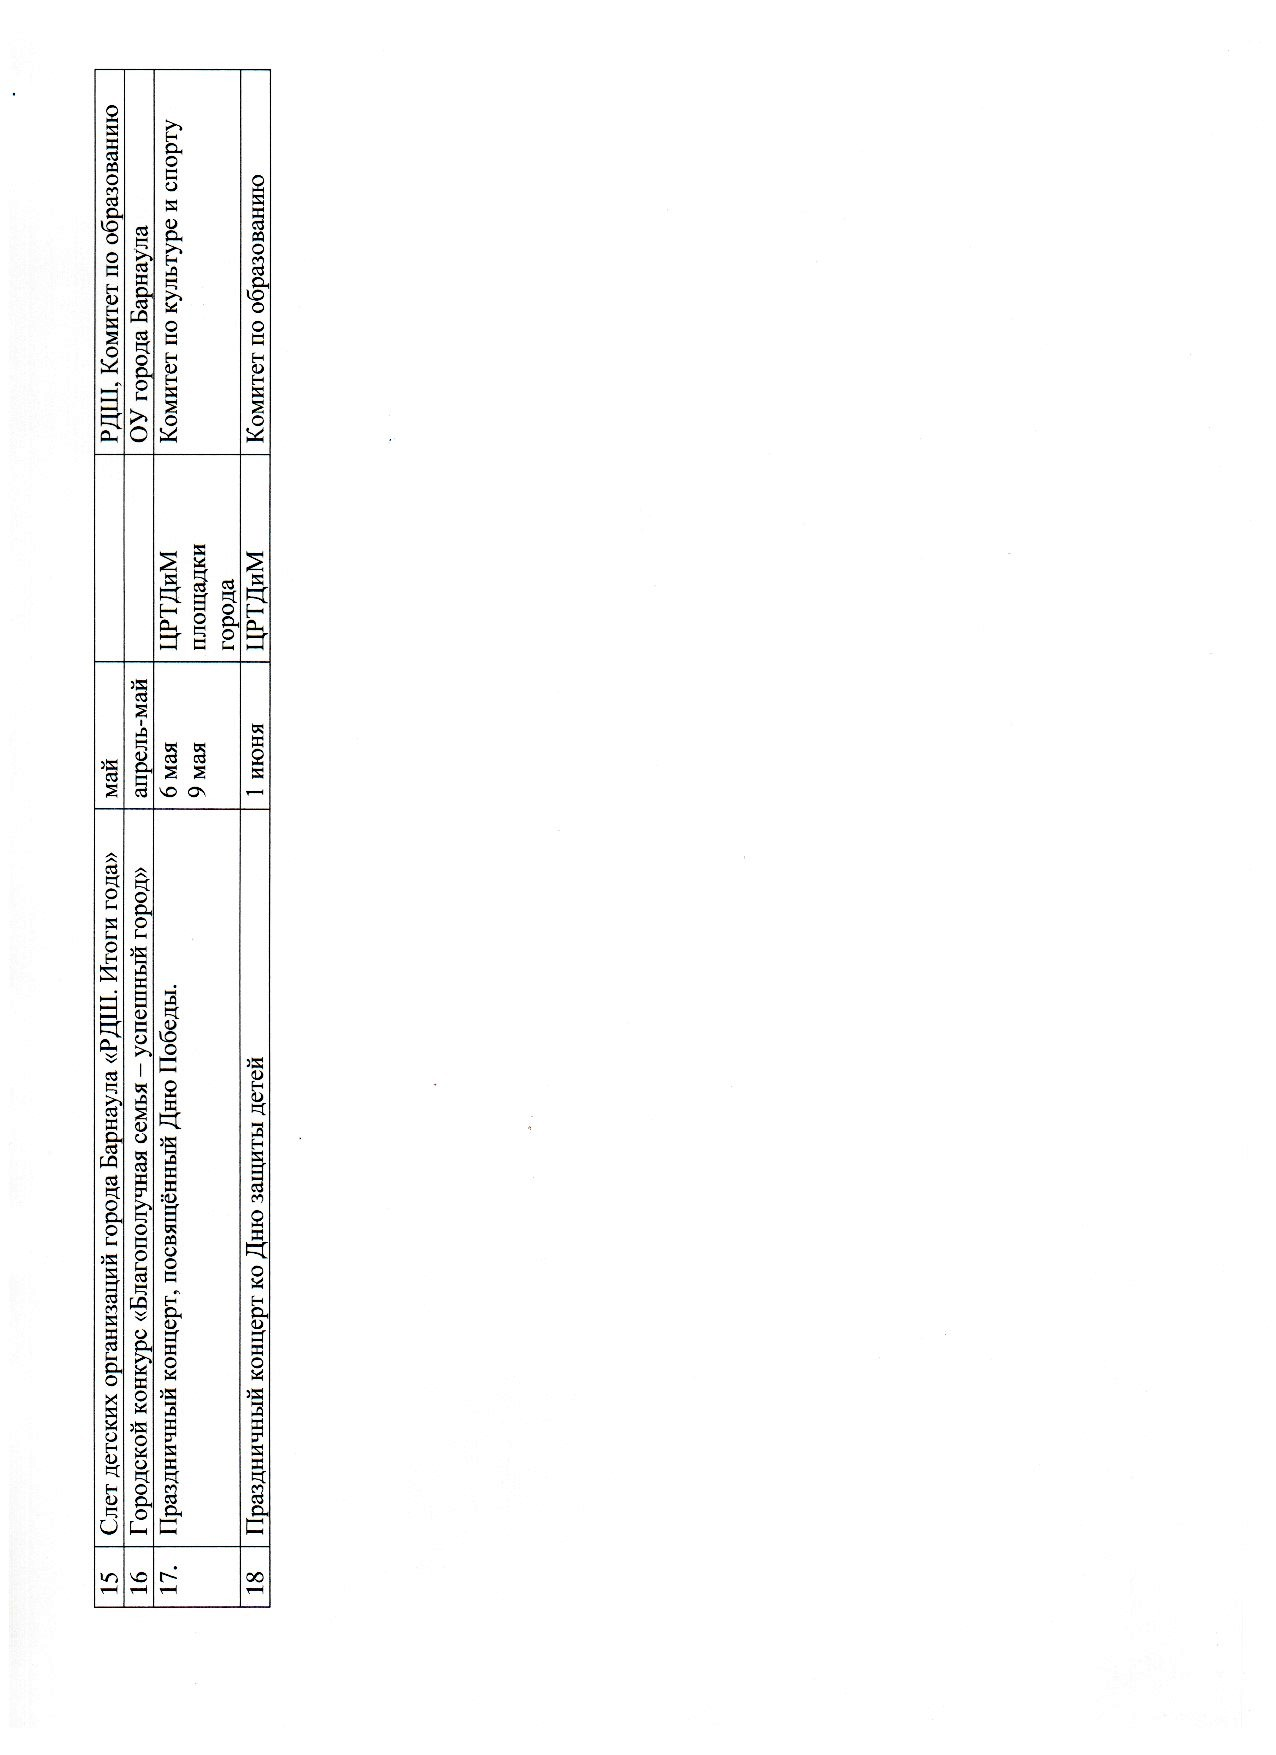 15 Слет детских организаций города Барнаула «РДШ. Итоги года» май РДШ, Комитет по образованию
16 Городской конкурс «Благополучная семья – успешный город» апрель-май ОУ города Барнаула
17. Праздничный концерт, посвящённый Дню Победы. 6 мая ЦРТДиМ Комитет по культуре и спорту
9 мая площадки
города
18 Праздничный концерт ко Дню защиты детей 1 июня ЦРТДиМ Комитет по образованию